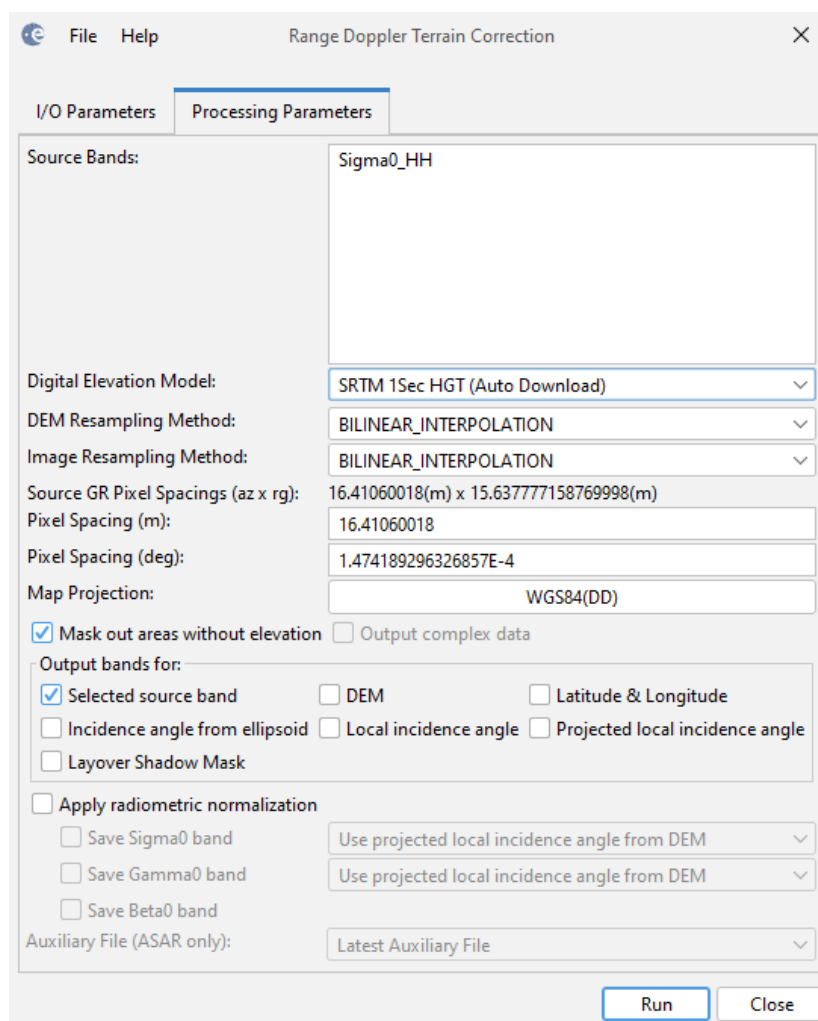 File Help Range Doppler Terrain Correction
I/O Parameters Processing Parameters
Source Bands: Sigma0_HH
Digital Elevation Model: SRTM 1Sec HGT (Auto Download)
DEM Resampling Method: BILINEAR_INTERPOLATION
Image Resampling Method: BILINEAR_INTERPOLATION
Source GR Pixel Spacings (az x rg): 16.41060018(m) x 15.637777158769998(m)
Pixel Spacing (m): 16.41060018
Pixel Spacing (deg): 1.474189296326857E-4
Map Projection: WGS84(DD)
Mask out areas without elevation Output complex data
Output bands for:
Selected source band DEM Latitude & Longitude
Incidence angle from ellipsoid Local incidence angle Projected local incidence angle
Layover Shadow Mask
Apply radiometric normalization
Save Sigma0 band Use projected local incidence angle from DEM
Save Gamma0 band Use projected local incidence angle from DEM
Save Beta0 band
Auxiliary File (ASAR only): Latest Auxiliary File
Run Close